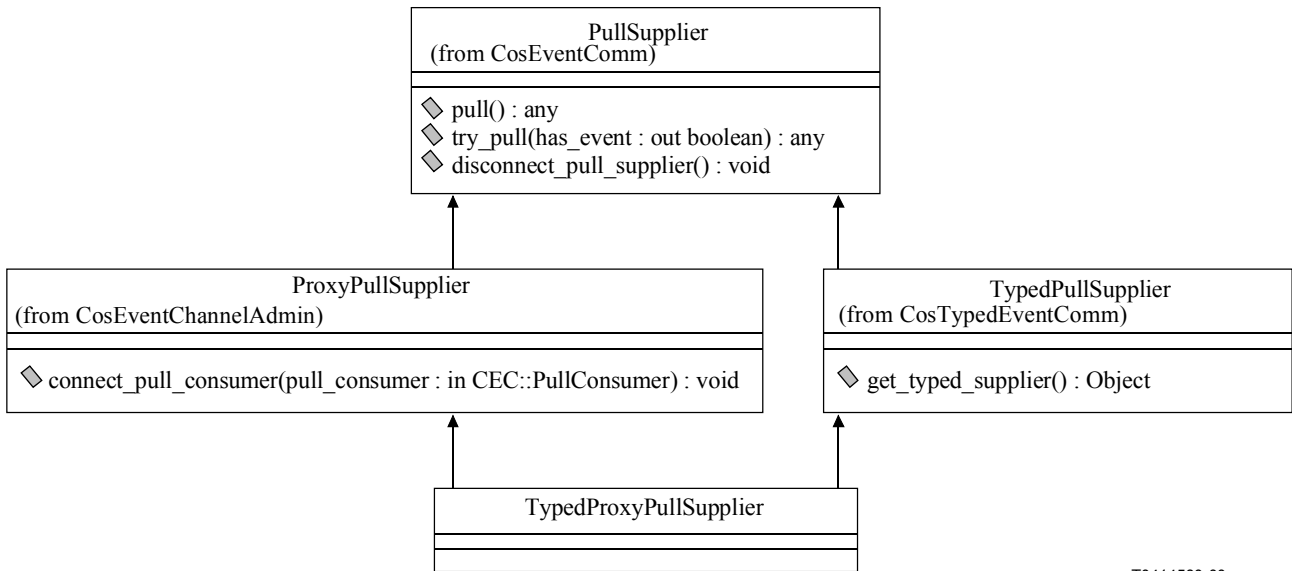 PullSupplier
(from CosEventComm)
pull() : any
try_pull(has_event : out boolean) : any
disconnect_pull_supplier() : void
ProxyPullSupplier
(from CosEventChannelAdmin)
connect_pull_consumer(pull_consumer : in CEC::PullConsumer) : void
TypedPullSupplier
(from CosTypedEventComm)
get_typed_supplier() : Object
TypedProxyPullSupplier